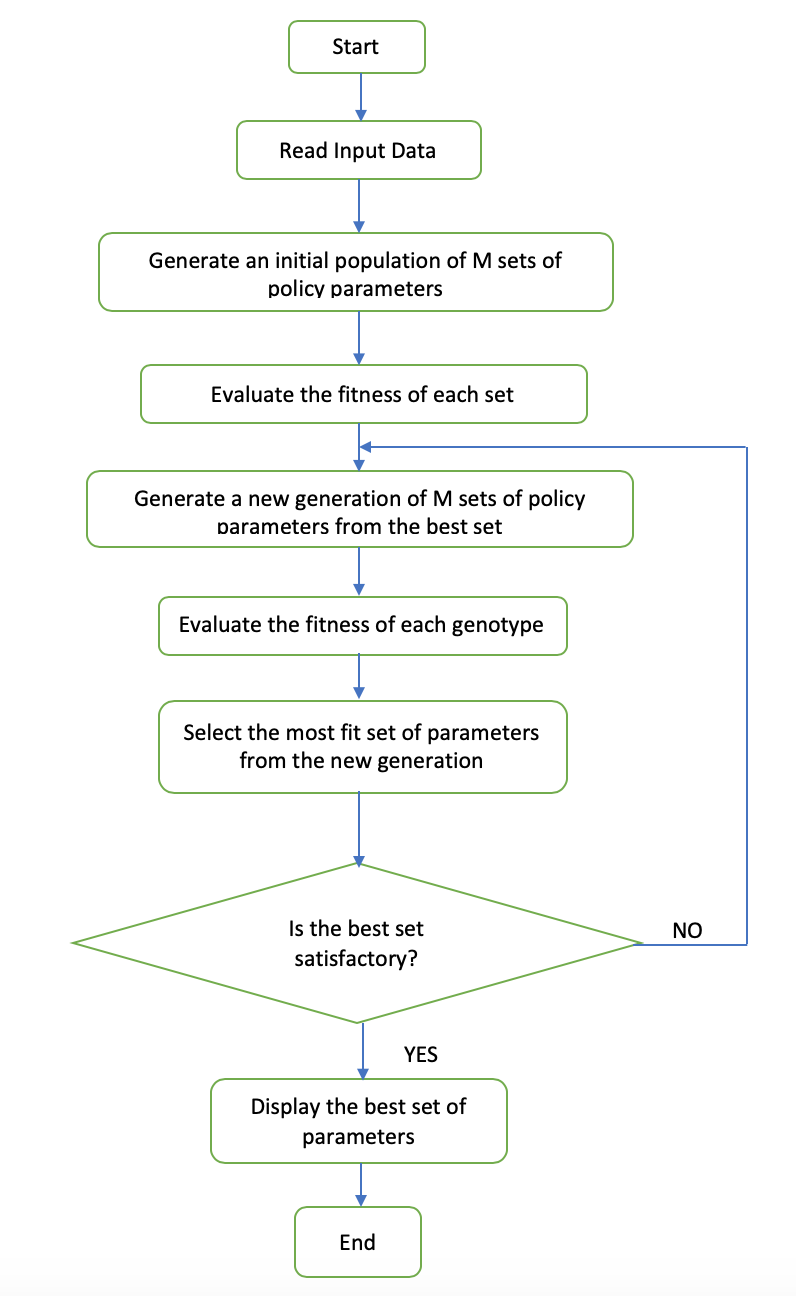 Start
Read Input Data
Generate an initial population of M sets of
policy parameters
Evaluate the fitness of each set
Generate a new generation of M sets of policy
parameters from the best set
Evaluate the fitness of each genotype
Select the most fit set of parameters
from the new generation
Is the best set
satisfactory?
NO
YES
Display the best set of
parameters
End